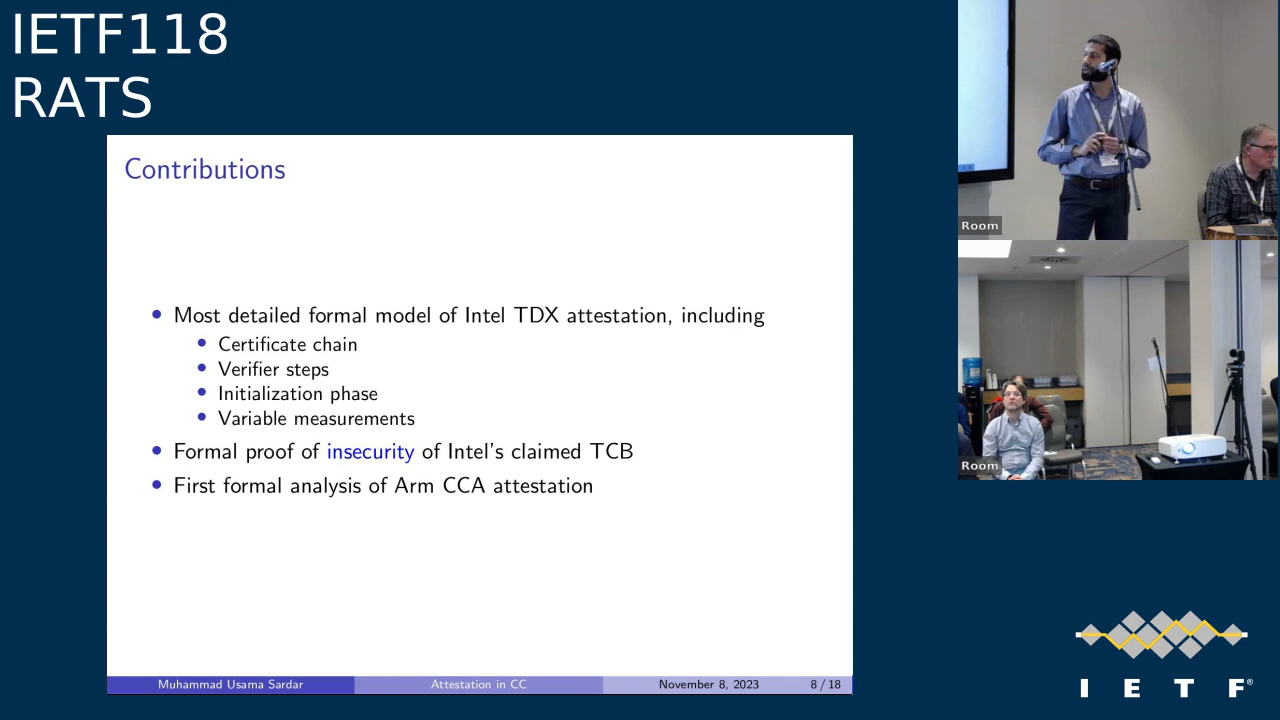 IETF118
RATS
Contributions
• Most detailed formal model of Intel TDX attestation, including
• Certificate chain
• Verifier steps
• Initialization phase
• Variable measurements
• Formal proof of insecurity of Intel's claimed TCB
• First formal analysis of Arm CCA attestation
Muhammad Usama Sardar Attestation in CC November 8, 2023 8 / 18
Room
Room
I E T F®